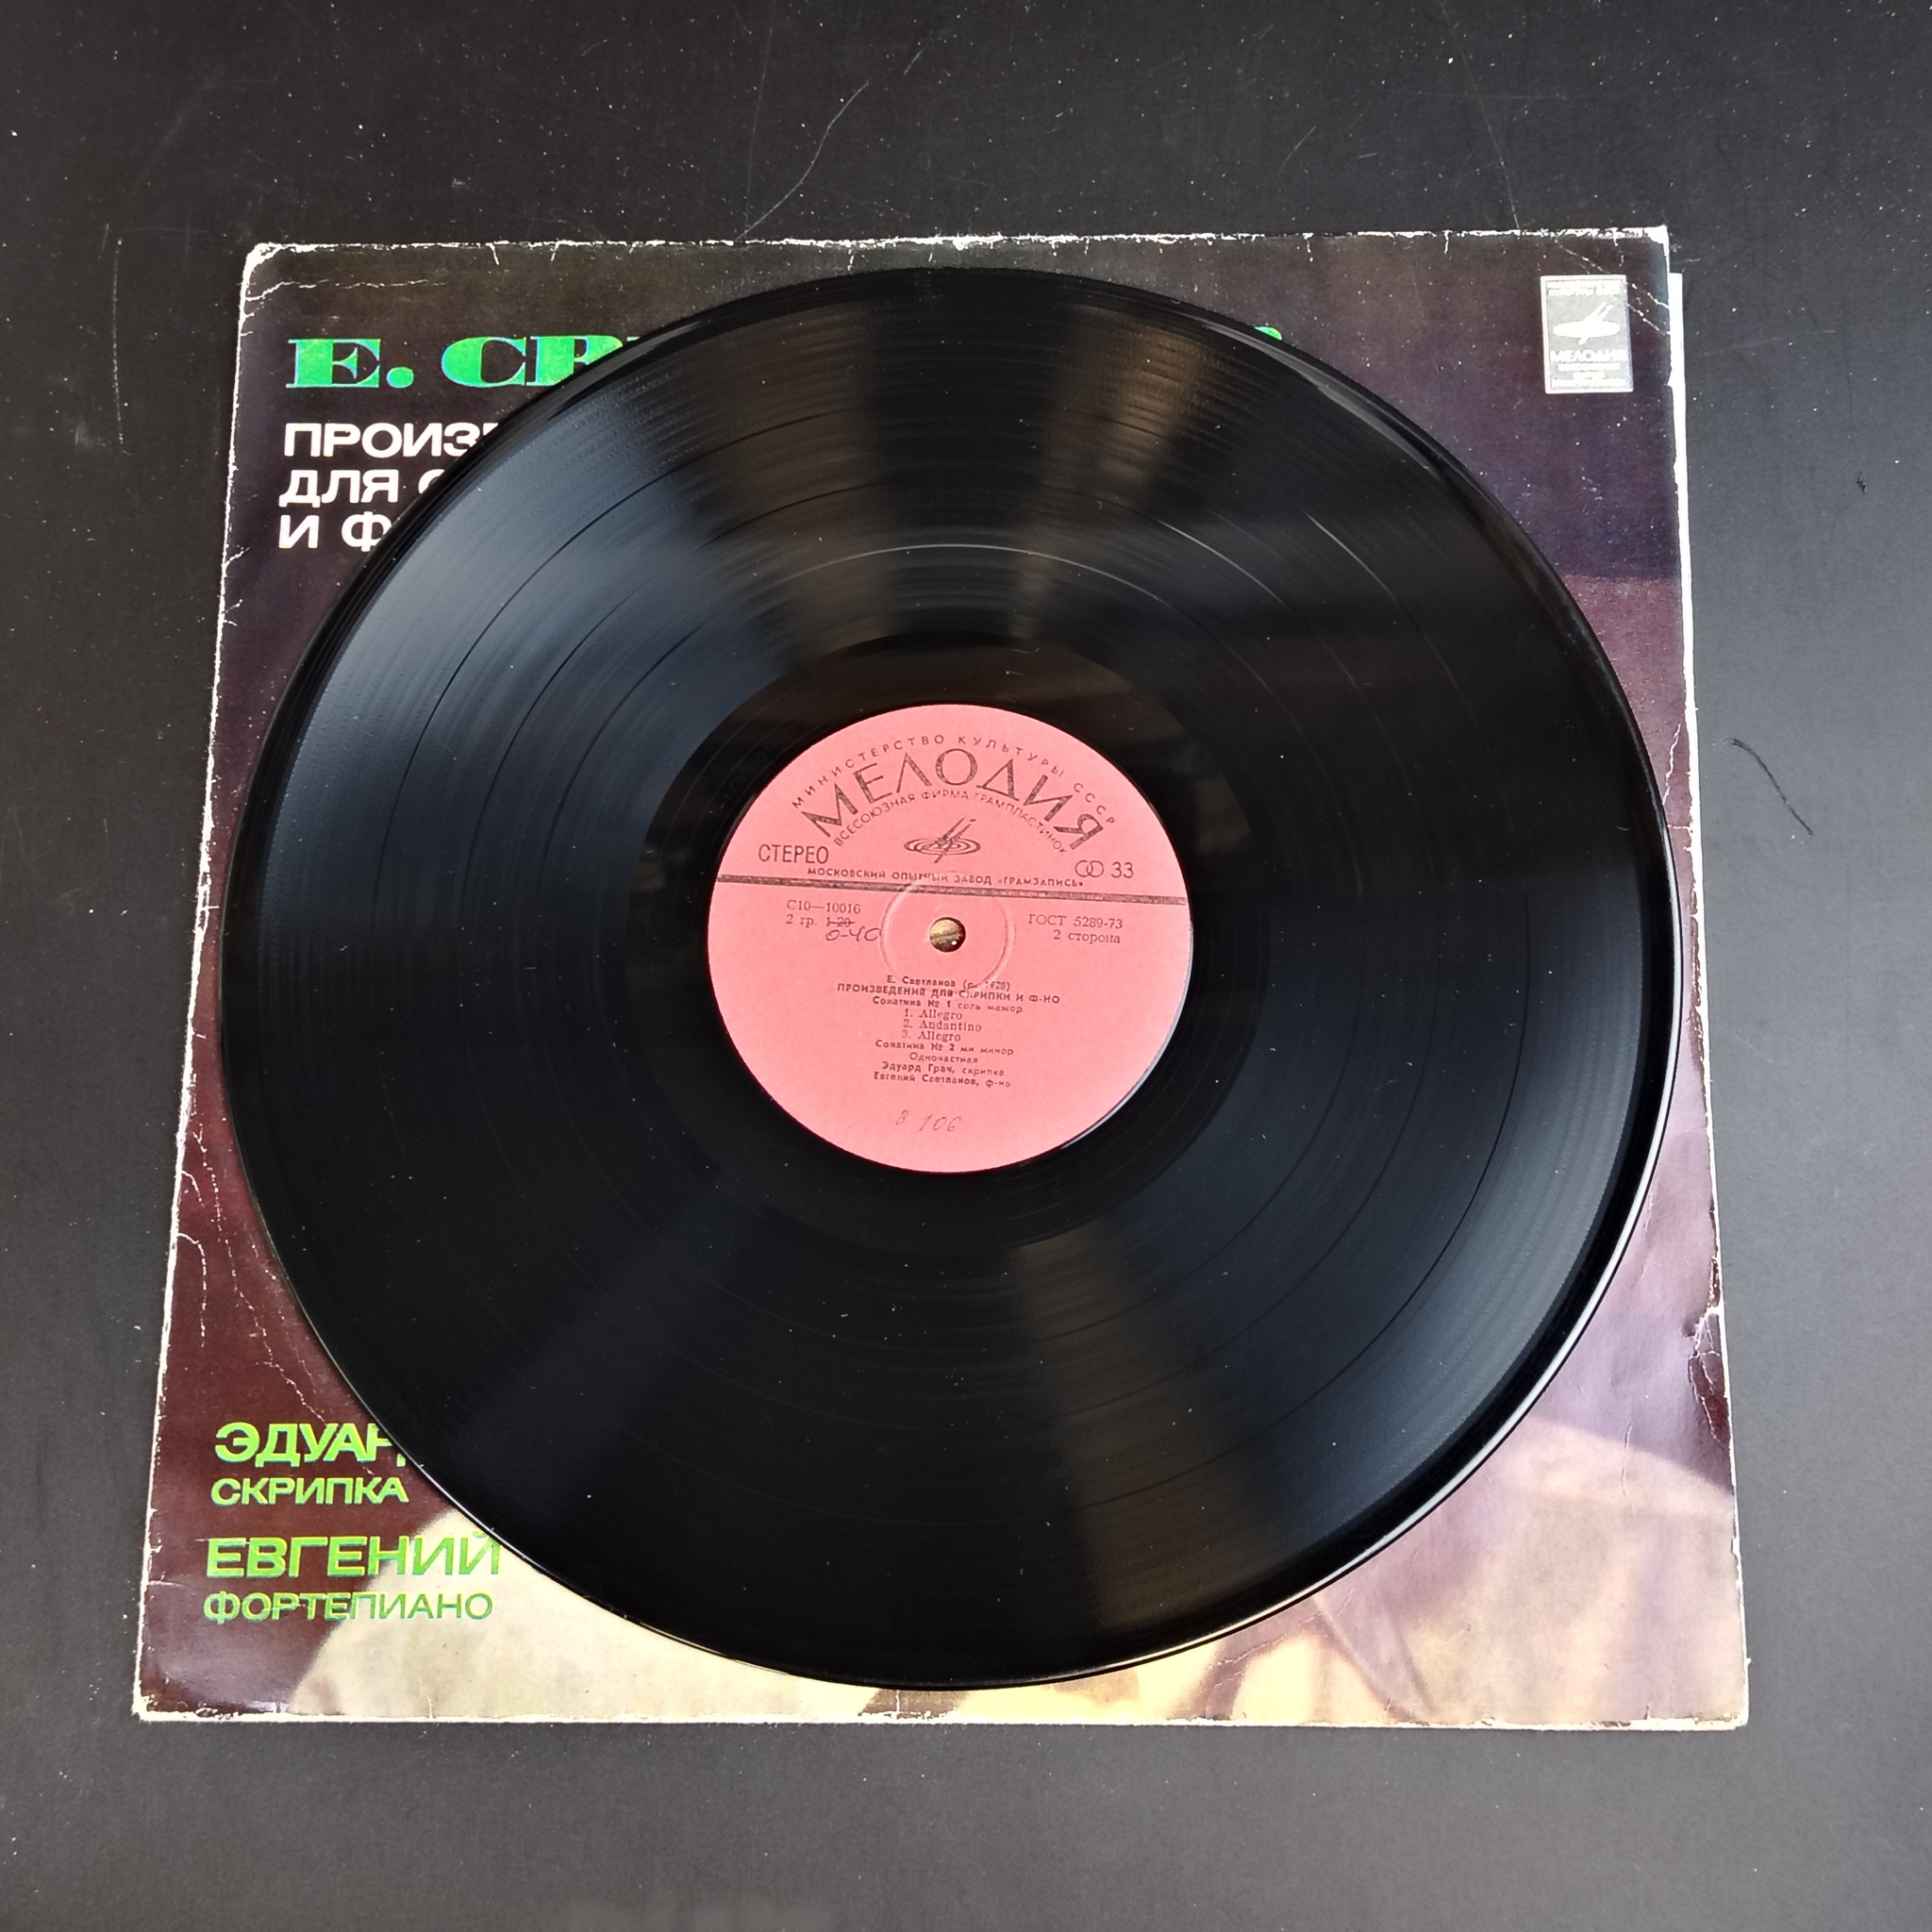 Е. СВ
ПРОИЗ
ДЛЯ
И Ф
МЕЛОДИЯ
МИНИСТЕРСТВО КУЛЬТУРЫ СССР
МЕЛОДИЯ
ВСЕСОЮЗНАЯ ФИРМА ГРАМПЛАСТИНОК
СТЕРЕО
33
МОСКОВСКИЙ ОПЫТНЫЙ ЗАВОД «ГРАМЗАПИСЬ»
С10—10016
2 гр. 1-20
0-40
ГОСТ 5289-73
2 сторона
Е. Светланов (р. 1928)
ПРОИЗВЕДЕНИЯ ДЛЯ СКРИПКИ И Ф-НО
Сонатина № 1 соль мажор
1. Allegro
2. Andantino
3. Allegro
Сонатина № 2 ми минор
Одночастная
Эдуард Грач, скрипка
Евгений Светланов, ф-но
В 106
ЭДУАР
СКРИПКА
ЕВГЕНИЙ
ФОРТЕПИАНО